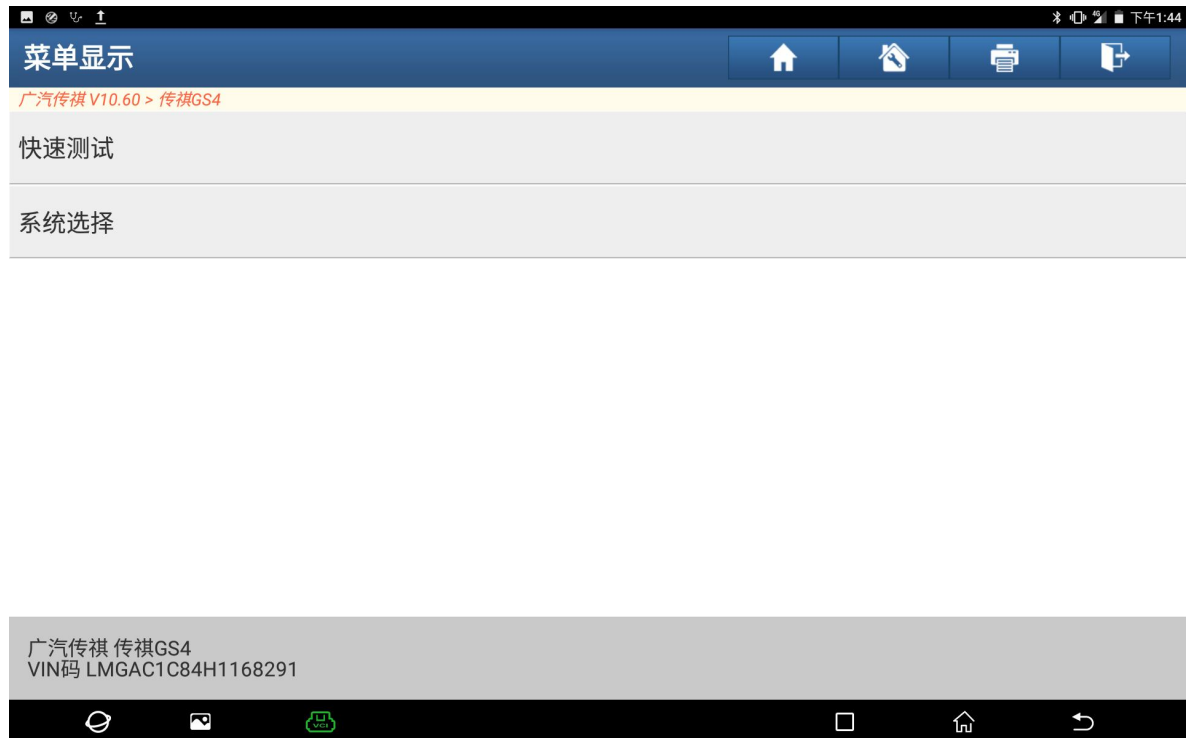 下午1:44
菜单显示
广汽传祺 V10.60 > 传祺GS4
快速测试
系统选择
广汽传祺 传祺GS4
VIN码 LMGAC1C84H1168291
VCI